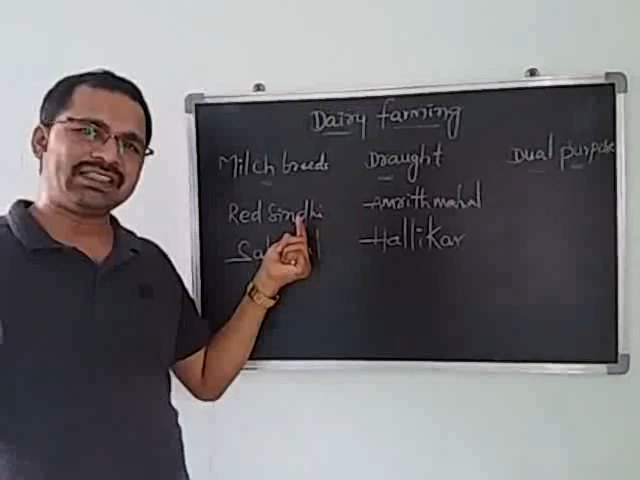 Dairy farming
Milch breeds
Red Sindhi
Draught
Amrithmahal
Hallikar
Dual purpose